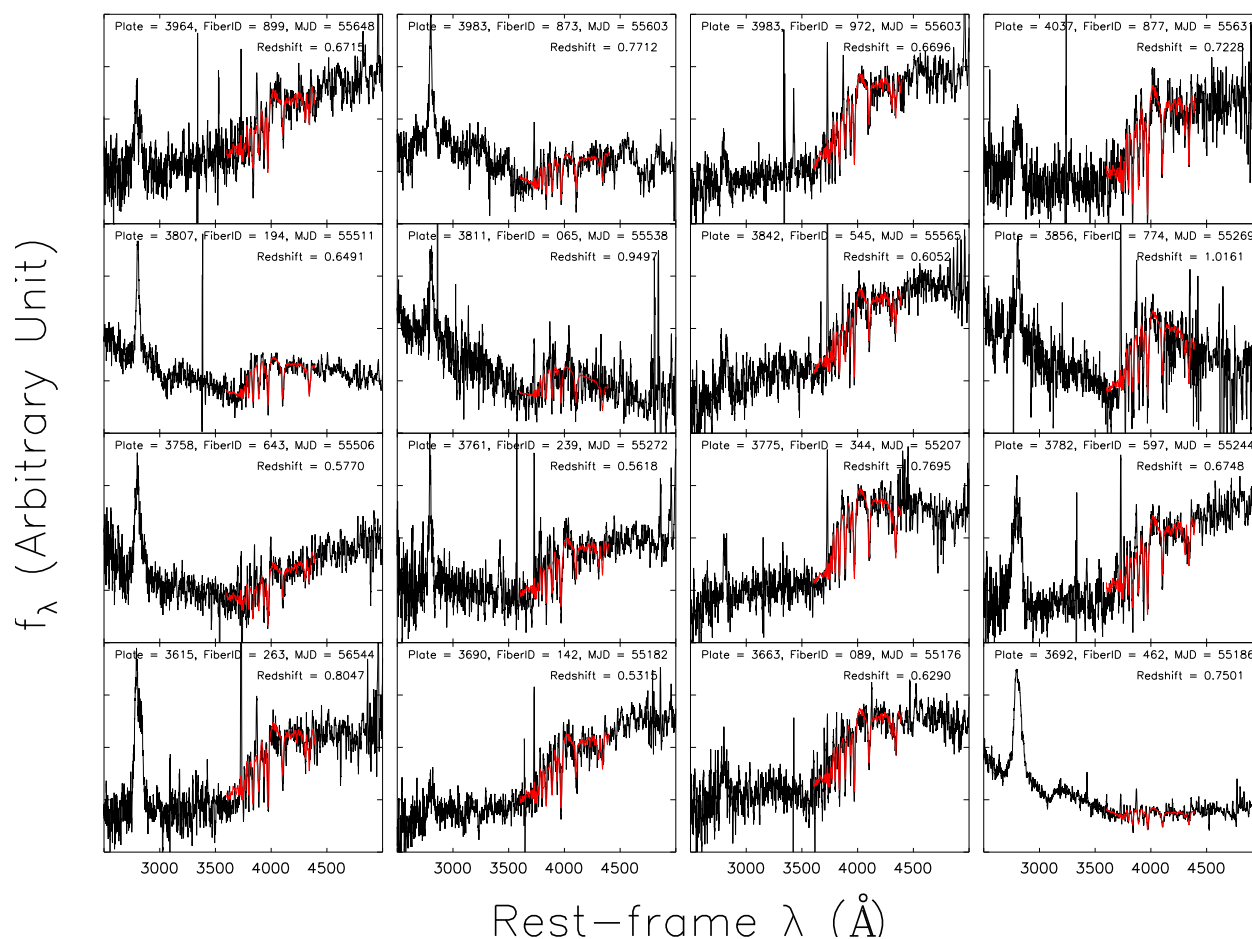 Plate = 3964, FiberID = 899, MJD = 55648
Redshift = 0.6715
Plate = 3983, FiberID = 873, MJD = 55603
Redshift = 0.7712
Plate = 3983, FiberID = 972, MJD = 55603
Redshift = 0.6696
Plate = 4037, FiberID = 877, MJD = 55631
Redshift = 0.7228
Plate = 3807, FiberID = 194, MJD = 55511
Redshift = 0.6491
Plate = 3811, FiberID = 065, MJD = 55538
Redshift = 0.9497
Plate = 3842, FiberID = 545, MJD = 55565
Redshift = 0.6052
Plate = 3856, FiberID = 774, MJD = 55269
Redshift = 1.0161
Plate = 3758, FiberID = 643, MJD = 55506
Redshift = 0.5770
Plate = 3761, FiberID = 239, MJD = 55272
Redshift = 0.5618
Plate = 3775, FiberID = 344, MJD = 55207
Redshift = 0.7695
Plate = 3782, FiberID = 597, MJD = 55244
Redshift = 0.6748
Plate = 3615, FiberID = 263, MJD = 56544
Redshift = 0.8047
Plate = 3690, FiberID = 142, MJD = 55182
Redshift = 0.5315
Plate = 3663, FiberID = 089, MJD = 55176
Redshift = 0.6290
Plate = 3692, FiberID = 462, MJD = 55186
Redshift = 0.7501
3000 3500 4000 4500 3000 3500 4000 4500 3000 3500 4000 4500 3000 3500 4000 4500
f_λ (Arbitrary Unit)
Rest-frame λ (Å)